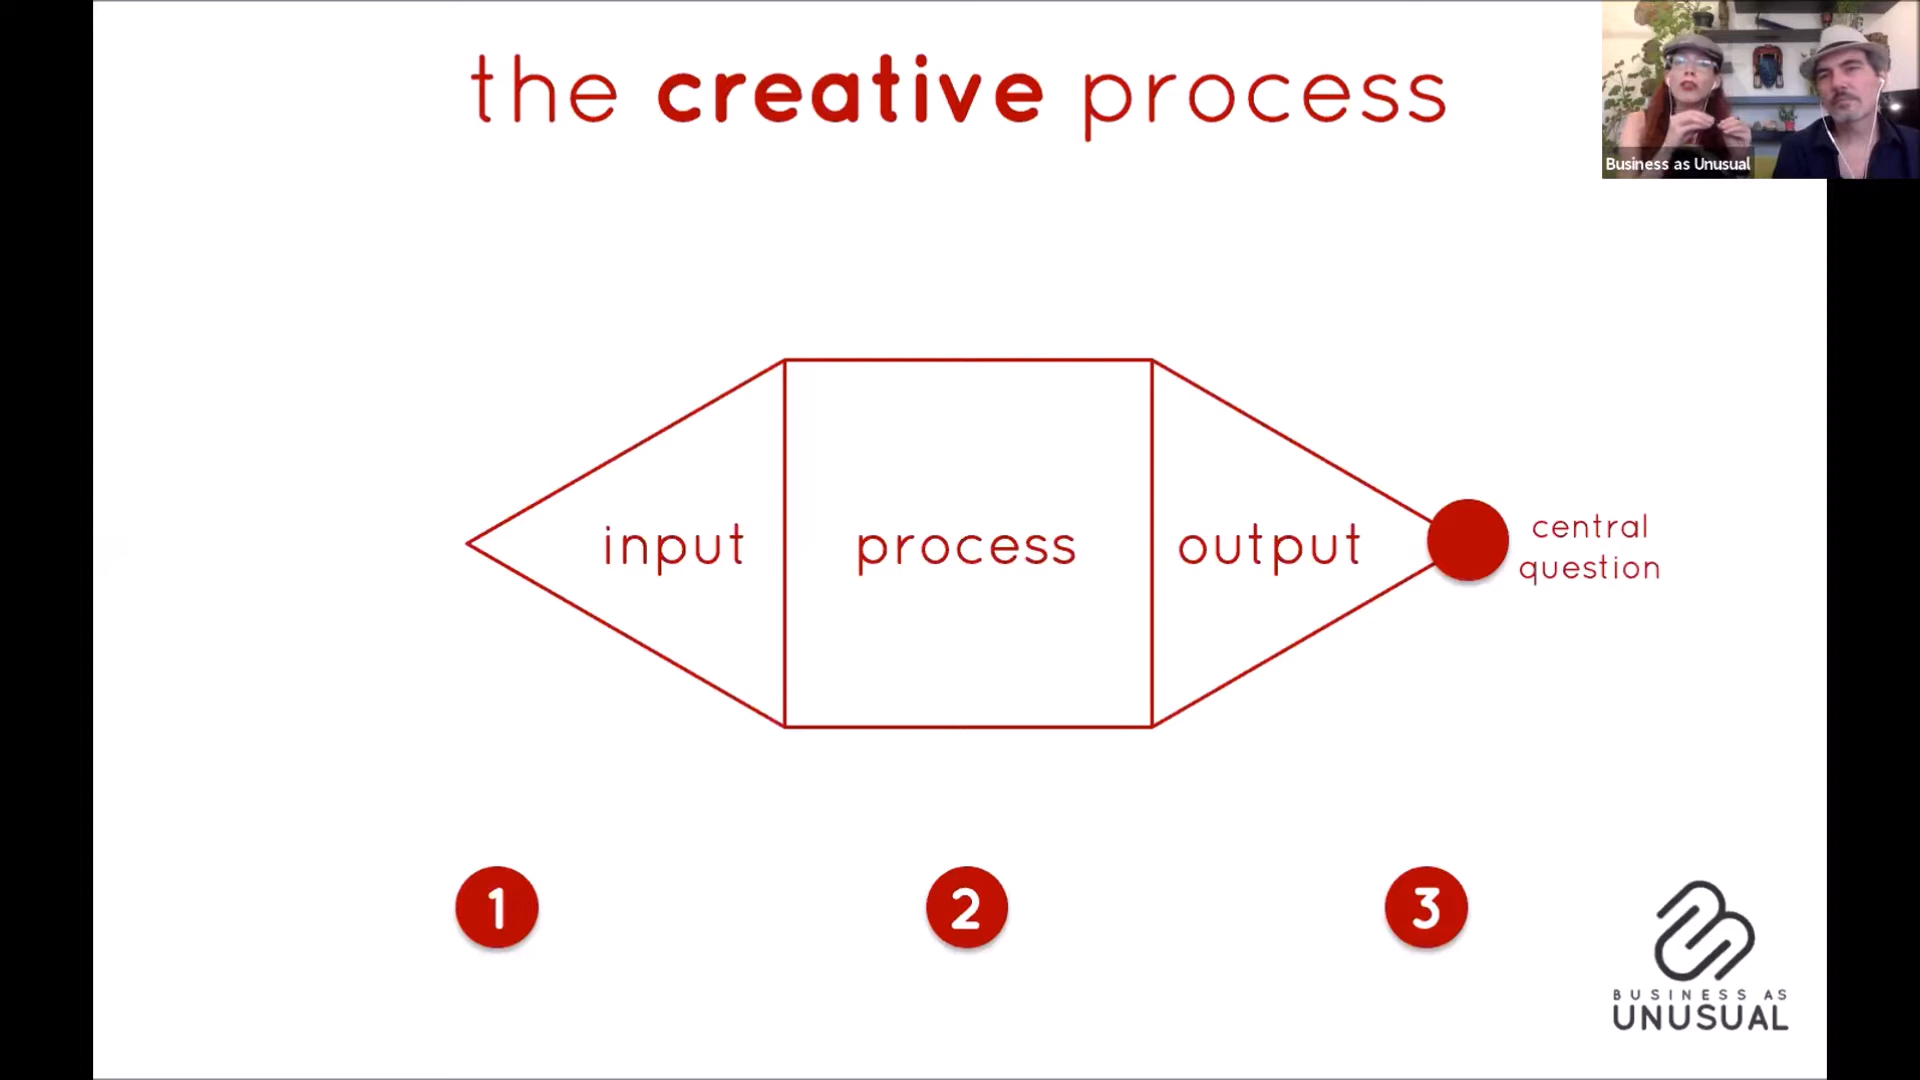 the creative process
Business as Unusual
input
process
output
central
question
1
2
3
BUSINESS AS
UNUSUAL